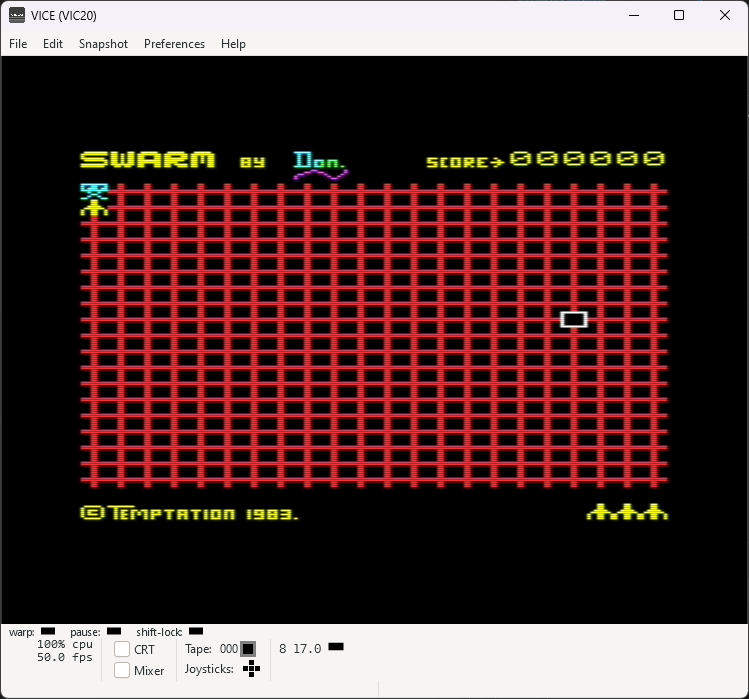 VICE (VIC20)
File Edit Snapshot Preferences Help
SWARM BY Don. SCORE→000000
© TEMPTATION 1983.
warp: pause: shift-lock:
100% cpu
50.0 fps
CRT
Mixer
Tape: 000
Joysticks:
8 17.0